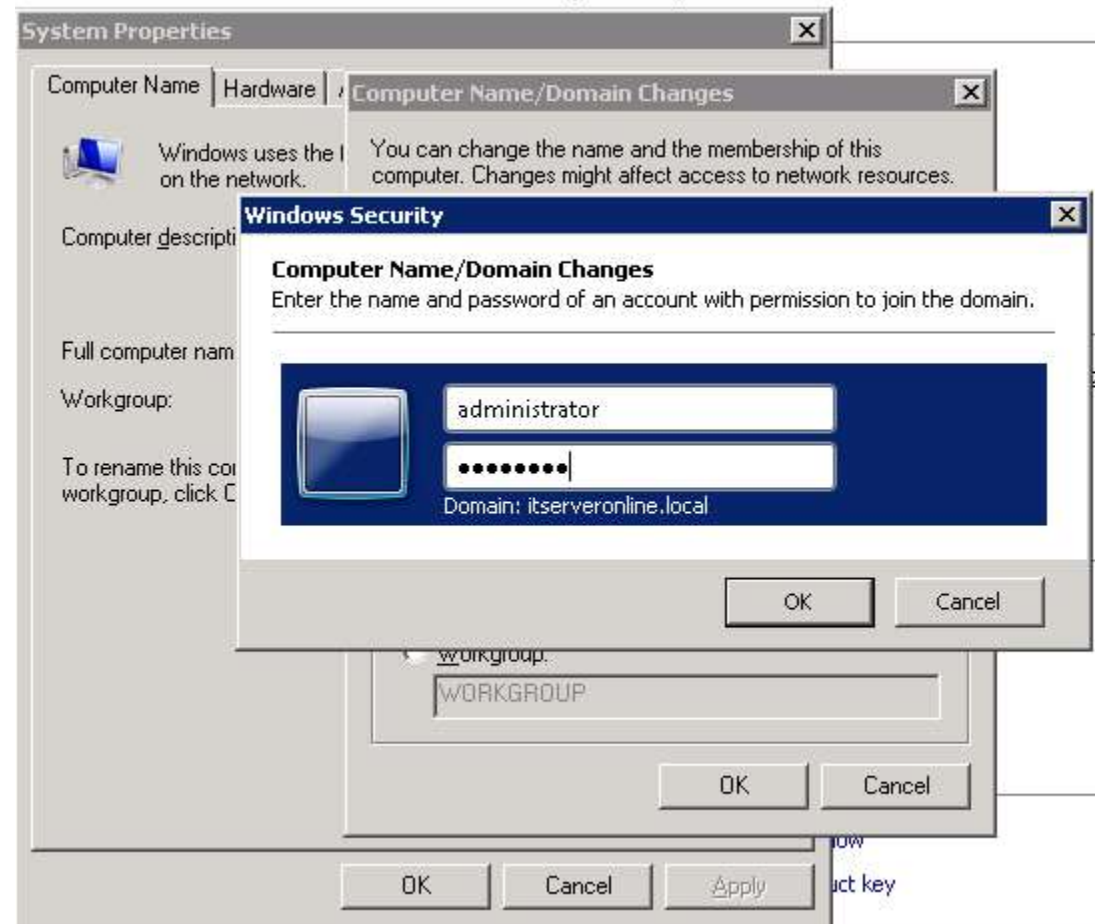 System Properties
Computer Name
Hardware
Computer Name/Domain Changes
Windows uses the
on the network.
You can change the name and the membership of this
computer. Changes might affect access to network resources.
Windows Security
Computer
Computer Name/Domain Changes
Enter the name and password of an account with permission to join the domain.
Full computer
Workgroup:
administrator
••••••••
To rename this
workgroup, click
Domain: itserveronline.local
OK
Cancel
Workgroup:
WORKGROUP
OK
Cancel
OK
Cancel
Apply
key